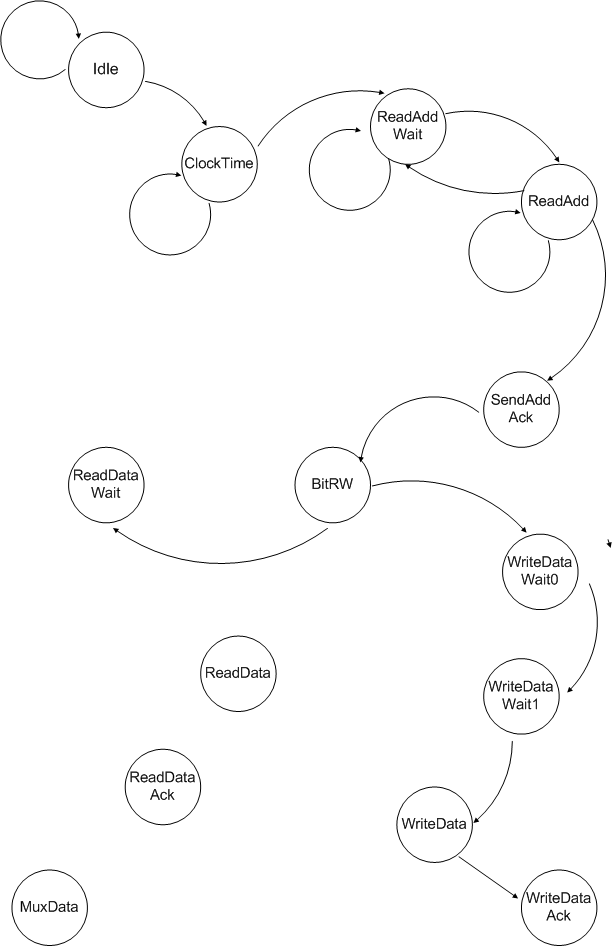 Idle
ReadAdd
Wait
ClockTime
ReadAdd
SendAdd
Ack
ReadData
Wait
BitRW
WriteData
Wait0
ReadData
WriteData
Wait1
ReadData
Ack
WriteData
MuxData
WriteData
Ack